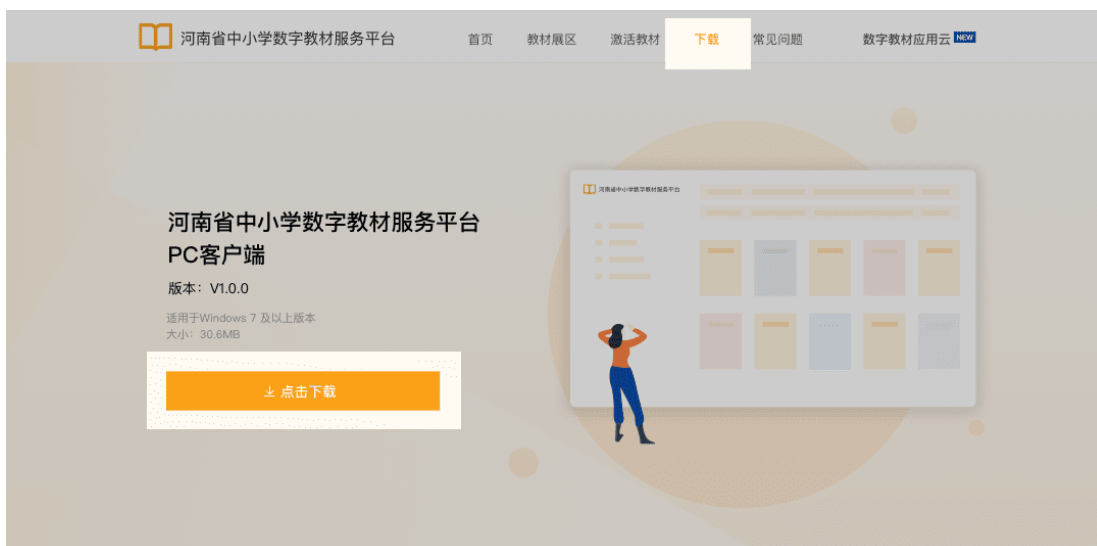 河南省中小学数字教材服务平台
首页
教材展区
激活教材
下载
常见问题
数字教材应用云 NEW
河南省中小学数字教材服务平台
河南省中小学数字教材服务平台
PC客户端
版本：V1.0.0
适用于Windows 7 及以上版本
大小：30.6MB
点击下载